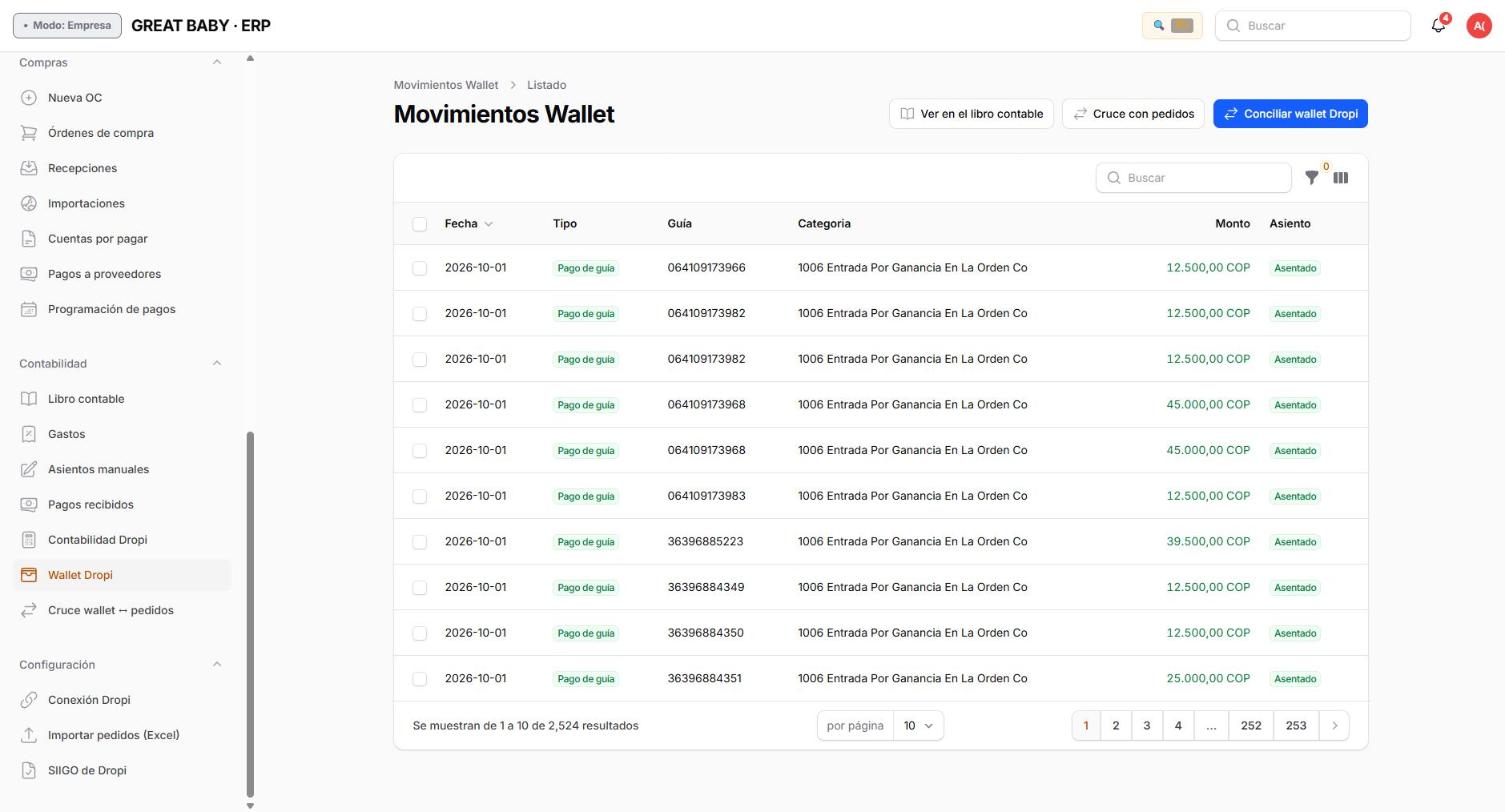 • Modo: Empresa
GREAT BABY · ERP
Buscar
4
A(
Compras
Nueva OC
Órdenes de compra
Recepciones
Importaciones
Cuentas por pagar
Pagos a proveedores
Programación de pagos
Contabilidad
Libro contable
Gastos
Asientos manuales
Pagos recibidos
Contabilidad Dropi
Wallet Dropi
Cruce wallet ↔ pedidos
Configuración
Conexión Dropi
Importar pedidos (Excel)
SIIGO de Dropi
Movimientos Wallet > Listado
Movimientos Wallet
Ver en el libro contable
Cruce con pedidos
Conciliar wallet Dropi
Buscar
0
Fecha Tipo Guía Categoria Monto Asiento
2026-10-01 Pago de guía 064109173966 1006 Entrada Por Ganancia En La Orden Co 12.500,00 COP Asentado
2026-10-01 Pago de guía 064109173982 1006 Entrada Por Ganancia En La Orden Co 12.500,00 COP Asentado
2026-10-01 Pago de guía 064109173982 1006 Entrada Por Ganancia En La Orden Co 12.500,00 COP Asentado
2026-10-01 Pago de guía 064109173968 1006 Entrada Por Ganancia En La Orden Co 45.000,00 COP Asentado
2026-10-01 Pago de guía 064109173968 1006 Entrada Por Ganancia En La Orden Co 45.000,00 COP Asentado
2026-10-01 Pago de guía 064109173983 1006 Entrada Por Ganancia En La Orden Co 12.500,00 COP Asentado
2026-10-01 Pago de guía 36396885223 1006 Entrada Por Ganancia En La Orden Co 39.500,00 COP Asentado
2026-10-01 Pago de guía 36396884349 1006 Entrada Por Ganancia En La Orden Co 12.500,00 COP Asentado
2026-10-01 Pago de guía 36396884350 1006 Entrada Por Ganancia En La Orden Co 12.500,00 COP Asentado
2026-10-01 Pago de guía 36396884351 1006 Entrada Por Ganancia En La Orden Co 25.000,00 COP Asentado
Se muestran de 1 a 10 de 2,524 resultados
por página 10
1 2 3 4 ... 252 253